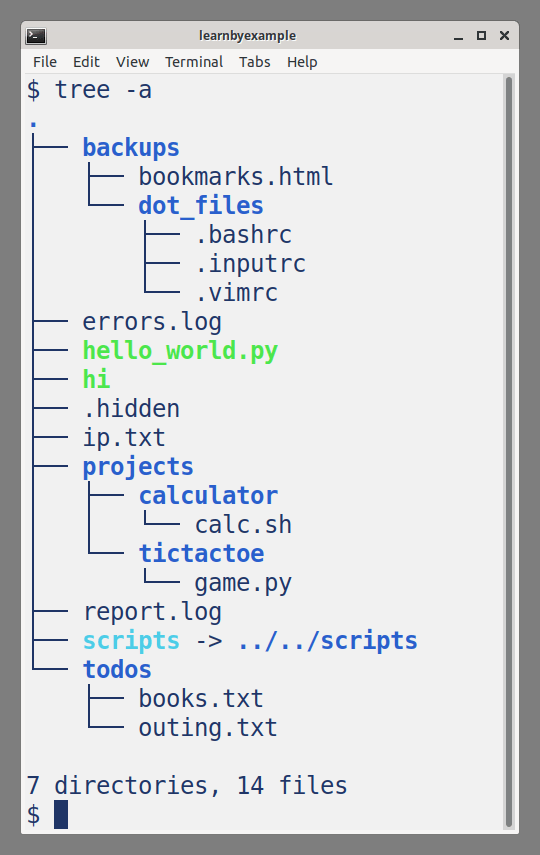 learnbyexample
File Edit View Terminal Tabs Help
$ tree -a
.
├── backups
│   ├── bookmarks.html
│   └── dot_files
│       ├── .bashrc
│       ├── .inputrc
│       └── .vimrc
├── errors.log
├── hello_world.py
├── hi
├── .hidden
├── ip.txt
├── projects
│   ├── calculator
│   │   └── calc.sh
│   └── tictactoe
│       └── game.py
├── report.log
├── scripts -> ../../scripts
└── todos
    ├── books.txt
    └── outing.txt
7 directories, 14 files
$